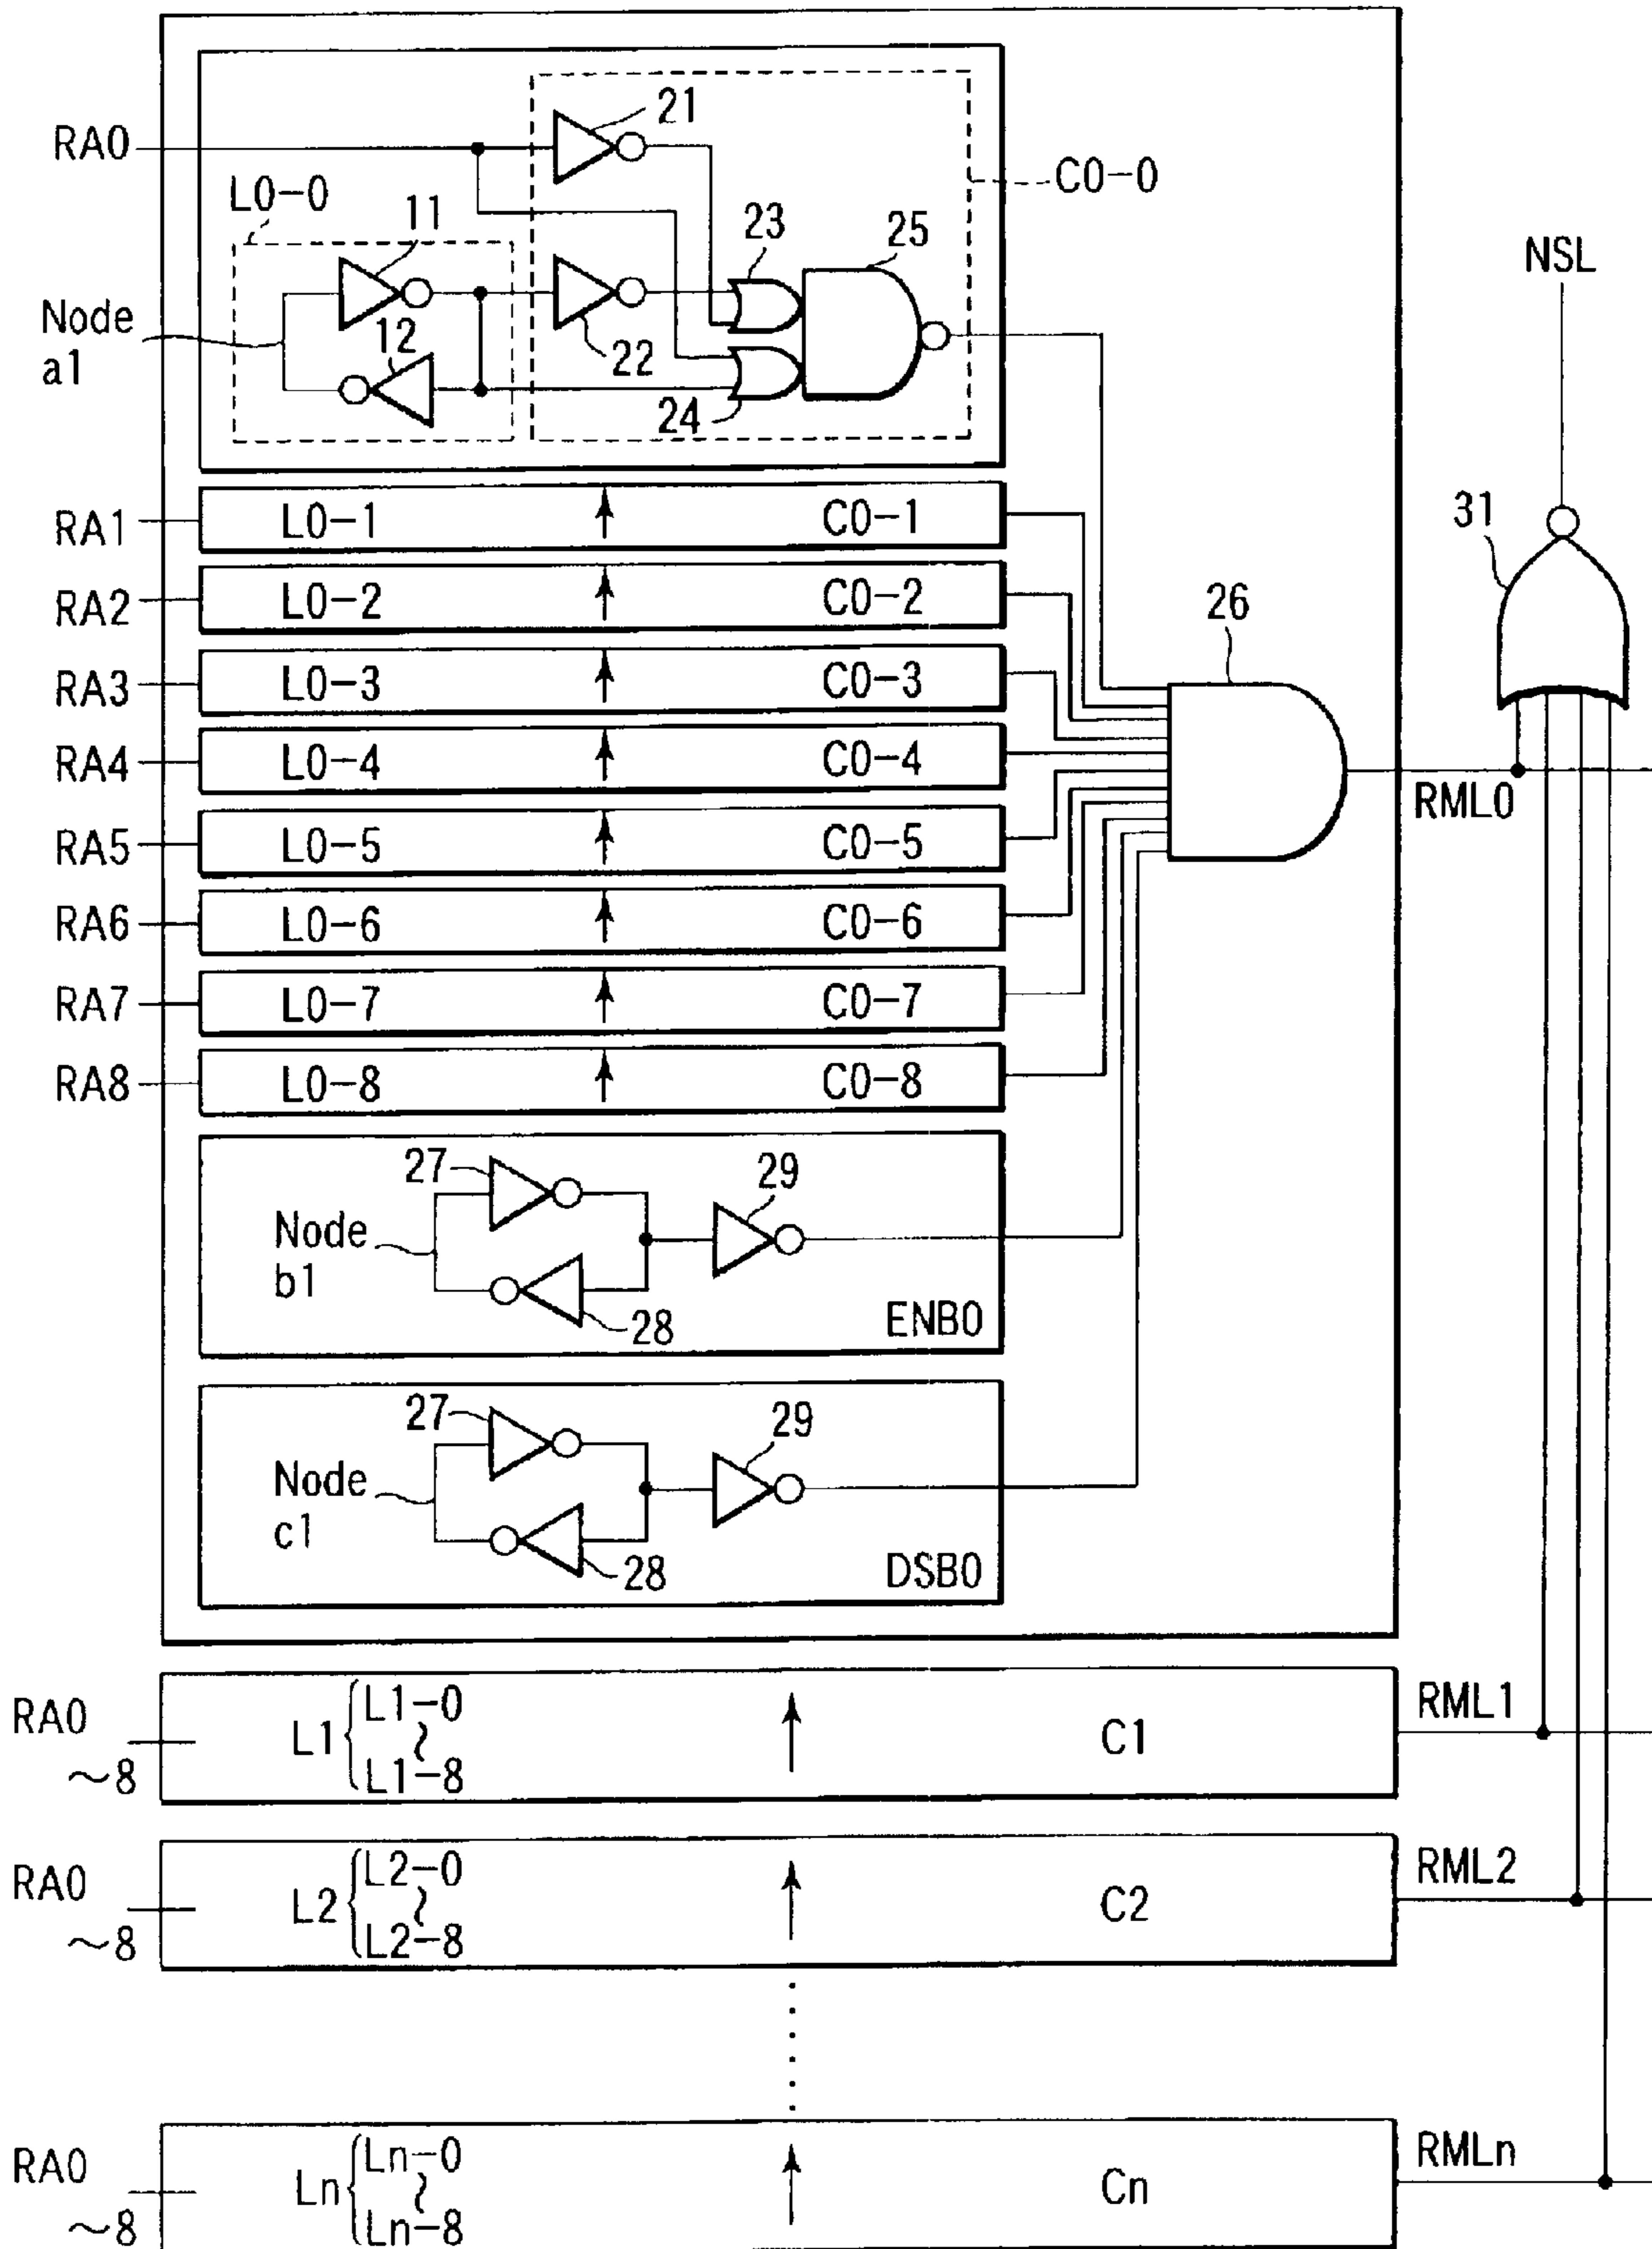 21
RA0
L0-0
C0-0
11
23
25
NSL
Node
a1
12
22
24
31
RA1
L0-1
C0-1
RA2
L0-2
C0-2
26
RA3
L0-3
C0-3
RA4
L0-4
C0-4
RML0
RA5
L0-5
C0-5
RA6
L0-6
C0-6
RA7
L0-7
C0-7
RA8
L0-8
C0-8
27
29
Node
b1
28
ENB0
27
29
Node
c1
28
DSB0
RA0
~8
L1
L1-0
~
L1-8
C1
RML1
RA0
~8
L2
L2-0
~
L2-8
C2
RML2
RA0
~8
Ln
Ln-0
~
Ln-8
Cn
RMLn